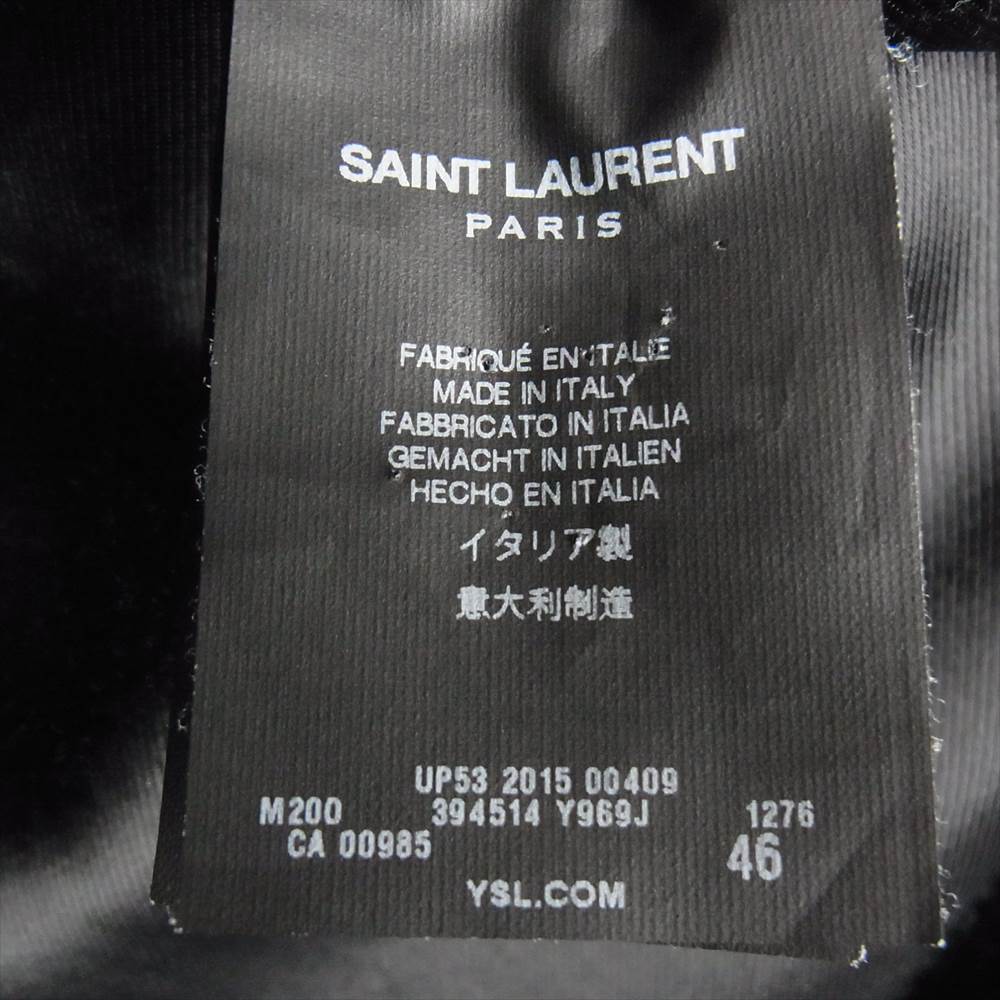 SAINT LAURENT
PARIS
FABRIQUÉ EN ITALIE
MADE IN ITALY
FABBRICATO IN ITALIA
GEMACHT IN ITALIEN
HECHO EN ITALIA
イタリア製
意大利制造
UP53 2015 00409
M200 394514 Y969J 1276
CA 00985 46
YSL.COM